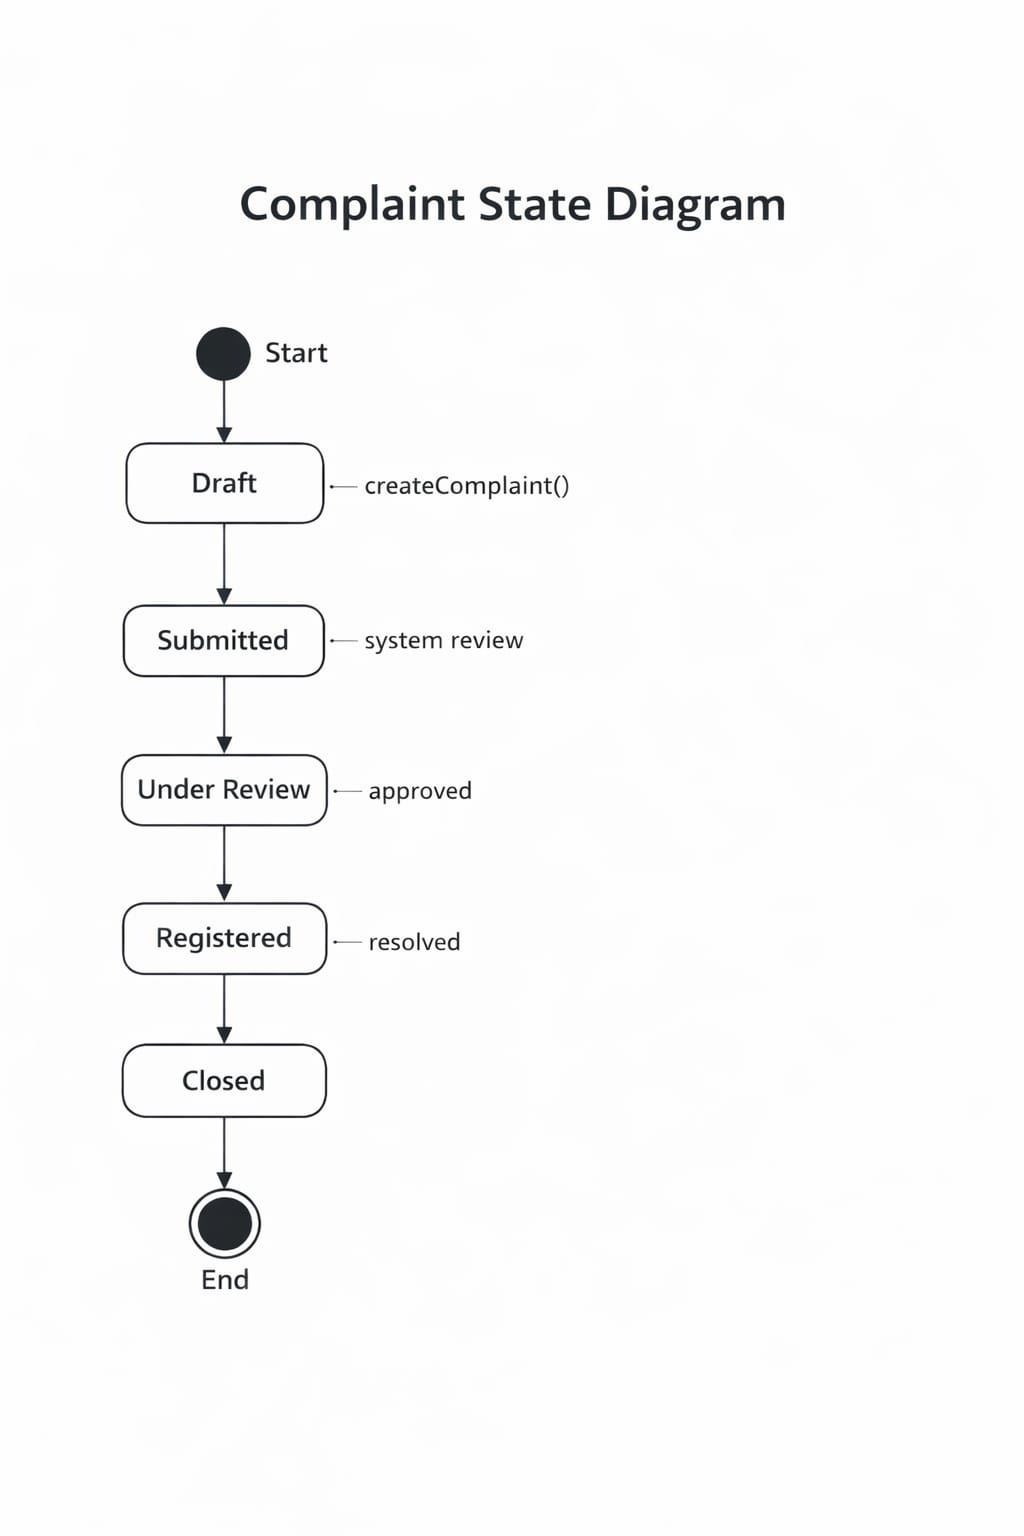 Complaint State Diagram
Start
Draft
createComplaint()
Submitted
system review
Under Review
approved
Registered
resolved
Closed
End